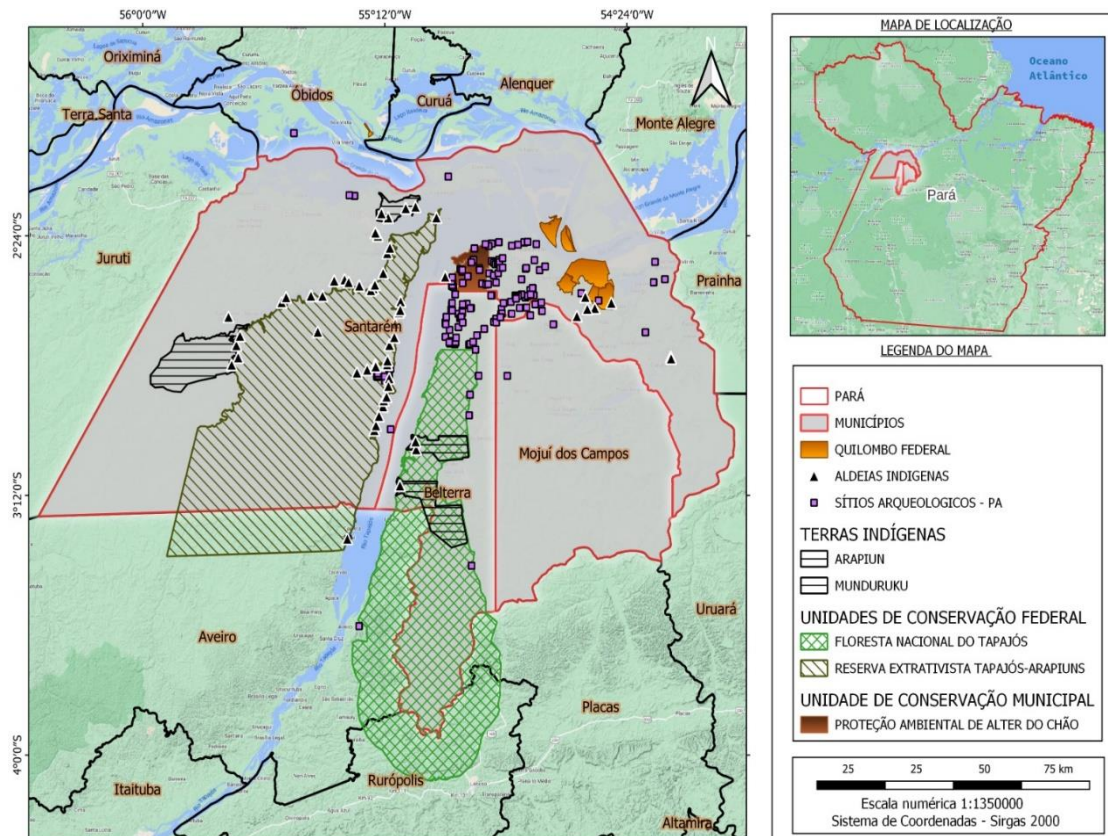 56°0'0"W
55°12'0"W
54°24'0"W
2°24'0"S
3°12'0"S
4°0'0"S
N
Oriximiná
Óbidos
Curuá
Alenquer
Terra Santa
Monte Alegre
Juruti
Santarém
Prainha
Mojuí dos Campos
Belterra
Aveiro
Uruará
Placas
Itaituba
Rurópolis
Altamira
Rio Tapajós
MAPA DE LOCALIZAÇÃO
Oceano
Atlântico
Pará
LEGENDA DO MAPA
PARÁ
MUNICÍPIOS
QUILOMBO FEDERAL
ALDEIAS INDIGENAS
SÍTIOS ARQUEOLOGICOS - PA
TERRAS INDÍGENAS
ARAPIUN
MUNDURUKU
UNIDADES DE CONSERVAÇÃO FEDERAL
FLORESTA NACIONAL DO TAPAJÓS
RESERVA EXTRATIVISTA TAPAJÓS-ARAPIUNS
UNIDADE DE CONSERVAÇÃO MUNICIPAL
PROTEÇÃO AMBIENTAL DE ALTER DO CHÃO
25 25 50 75 km
Escala numérica 1:1350000
Sistema de Coordenadas - Sirgas 2000